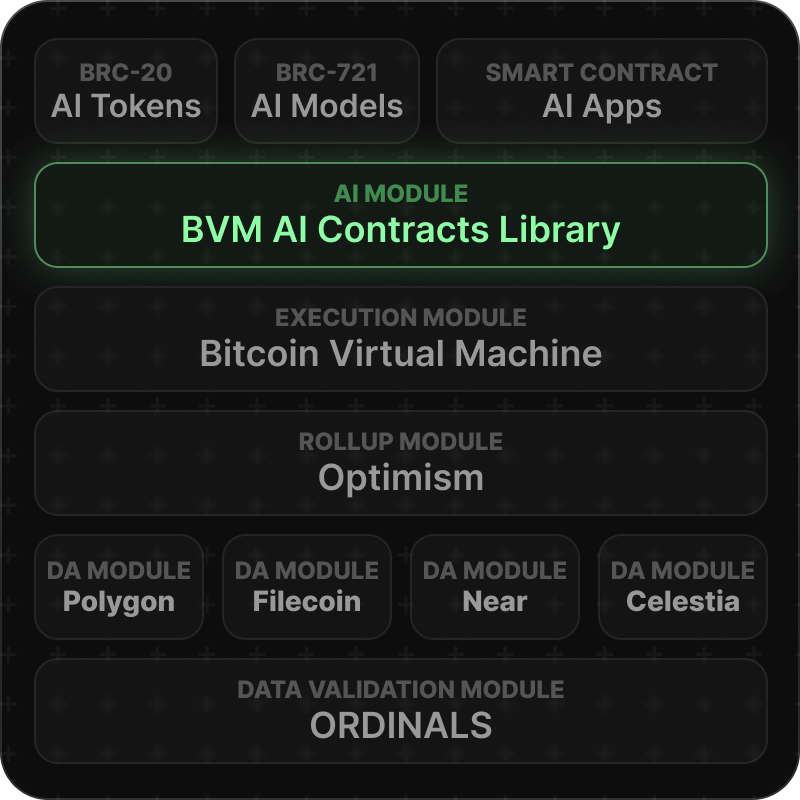 BRC-20
AI Tokens
BRC-721
AI Models
SMART CONTRACT
AI Apps
AI MODULE
BVM AI Contracts Library
EXECUTION MODULE
Bitcoin Virtual Machine
ROLLUP MODULE
Optimism
DA MODULE
Polygon
DA MODULE
Filecoin
DA MODULE
Near
DA MODULE
Celestia
DATA VALIDATION MODULE
ORDINALS